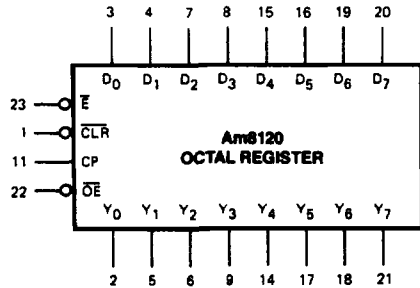 3 4 7 8 15 16 19 20
D0 D1 D2 D3 D4 D5 D6 D7
23 E̅
1 C̅L̅R̅
Am8120
OCTAL REGISTER
11 CP
22 O̅E̅
Y0 Y1 Y2 Y3 Y4 Y5 Y6 Y7
2 5 6 9 14 17 18 21